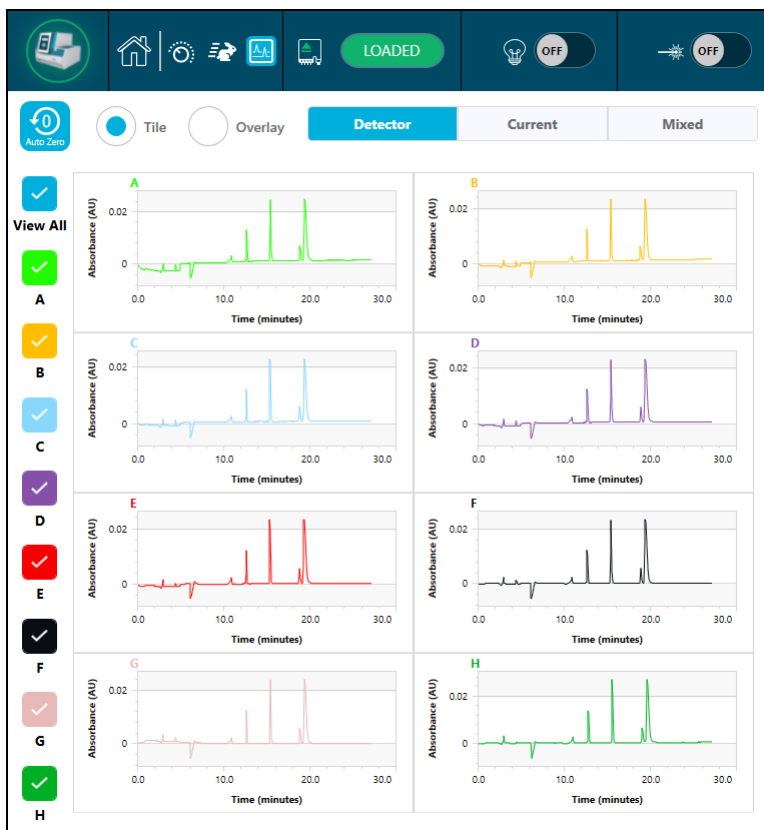 LOADED
OFF
OFF
0
Auto Zero
Tile
Overlay
Detector
Current
Mixed
View All
A
B
C
D
E
F
G
H
A
Absorbance (AU)
0.02
0
0.0
10.0
20.0
30.0
Time (minutes)
B
Absorbance (AU)
0.02
0
0.0
10.0
20.0
30.0
Time (minutes)
C
Absorbance (AU)
0.02
0
0.0
10.0
20.0
30.0
Time (minutes)
D
Absorbance (AU)
0.02
0
0.0
10.0
20.0
30.0
Time (minutes)
E
Absorbance (AU)
0.02
0
0.0
10.0
20.0
30.0
Time (minutes)
F
Absorbance (AU)
0.02
0
0.0
10.0
20.0
30.0
Time (minutes)
G
Absorbance (AU)
0.02
0
0.0
10.0
20.0
30.0
Time (minutes)
H
Absorbance (AU)
0.02
0
0.0
10.0
20.0
30.0
Time (minutes)